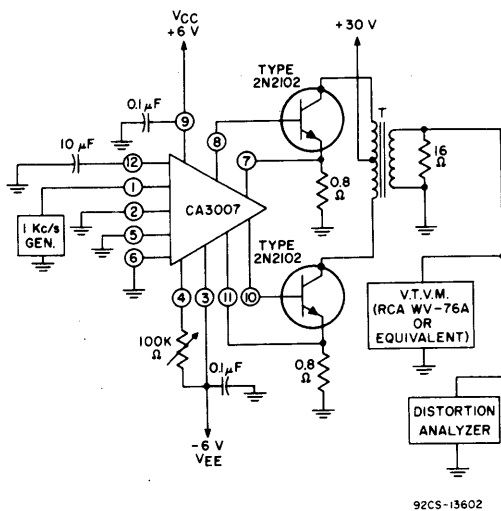 VCC
+6 V
+30 V
TYPE
2N2102
0.1 μF
9
8
T
10 μF
12
7
1
0.8
Ω
16
Ω
2
CA3007
1 Kc/s
GEN.
5
TYPE
2N2102
6
4
3
11
10
V.T.V.M.
(RCA WV-76A
OR
EQUIVALENT)
100K
Ω
0.1 μF
0.8
Ω
DISTORTION
ANALYZER
-6 V
VEE
92CS-13602